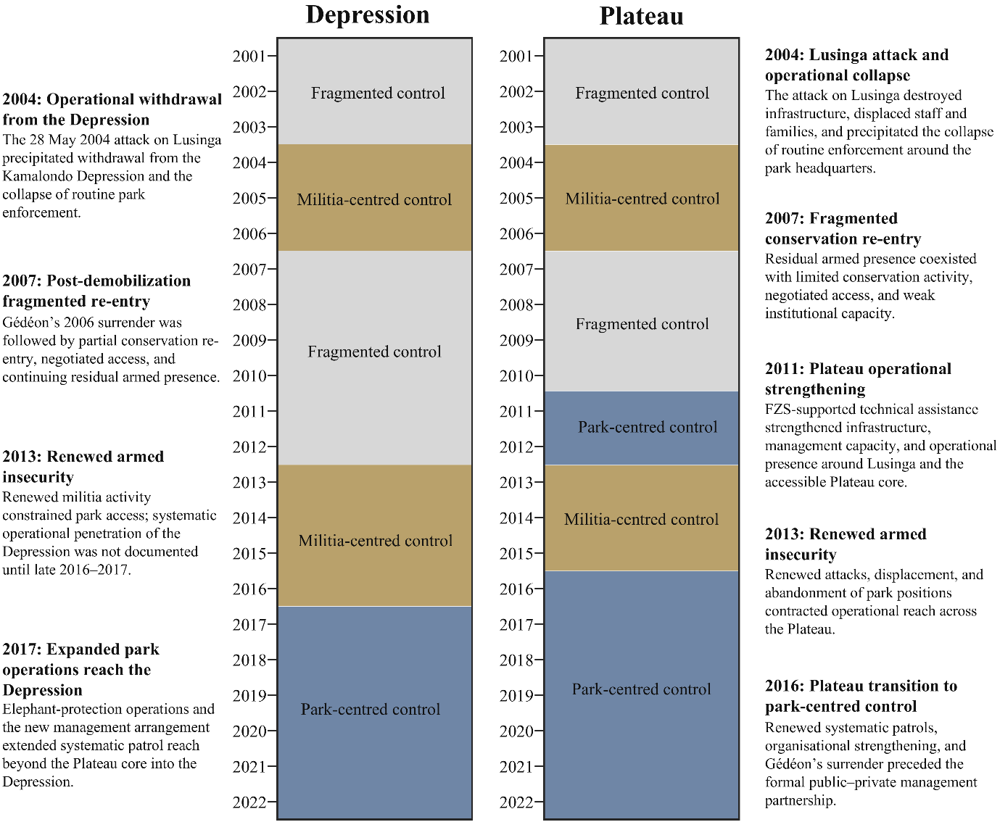 Depression
Plateau
2004: Operational withdrawal
from the Depression
The 28 May 2004 attack on Lusinga
precipitated withdrawal from the
Kamalondo Depression and the
collapse of routine park
enforcement.
2007: Post-demobilization
fragmented re-entry
Gédéon’s 2006 surrender was
followed by partial conservation re-
entry, negotiated access, and
continuing residual armed presence.
2013: Renewed armed
insecurity
Renewed militia activity
constrained park access; systematic
operational penetration of the
Depression was not documented
until late 2016–2017.
2017: Expanded park
operations reach the
Depression
Elephant-protection operations and
the new management arrangement
extended systematic patrol reach
beyond the Plateau core into the
Depression.
2001
2002
2003
2004
2005
2006
2007
2008
2009
2010
2011
2012
2013
2014
2015
2016
2017
2018
2019
2020
2021
2022
Fragmented control
Militia-centred control
Fragmented control
Militia-centred control
Park-centred control
2001
2002
2003
2004
2005
2006
2007
2008
2009
2010
2011
2012
2013
2014
2015
2016
2017
2018
2019
2020
2021
2022
Fragmented control
Militia-centred control
Fragmented control
Park-centred control
Militia-centred control
Park-centred control
2004: Lusinga attack and
operational collapse
The attack on Lusinga destroyed
infrastructure, displaced staff and
families, and precipitated the collapse
of routine enforcement around the
park headquarters.
2007: Fragmented
conservation re-entry
Residual armed presence coexisted
with limited conservation activity,
negotiated access, and weak
institutional capacity.
2011: Plateau operational
strengthening
FZS-supported technical assistance
strengthened infrastructure,
management capacity, and operational
presence around Lusinga and the
accessible Plateau core.
2013: Renewed armed
insecurity
Renewed attacks, displacement, and
abandonment of park positions
contracted operational reach across
the Plateau.
2016: Plateau transition to
park-centred control
Renewed systematic patrols,
organisational strengthening, and
Gédéon’s surrender preceded the
formal public–private management
partnership.